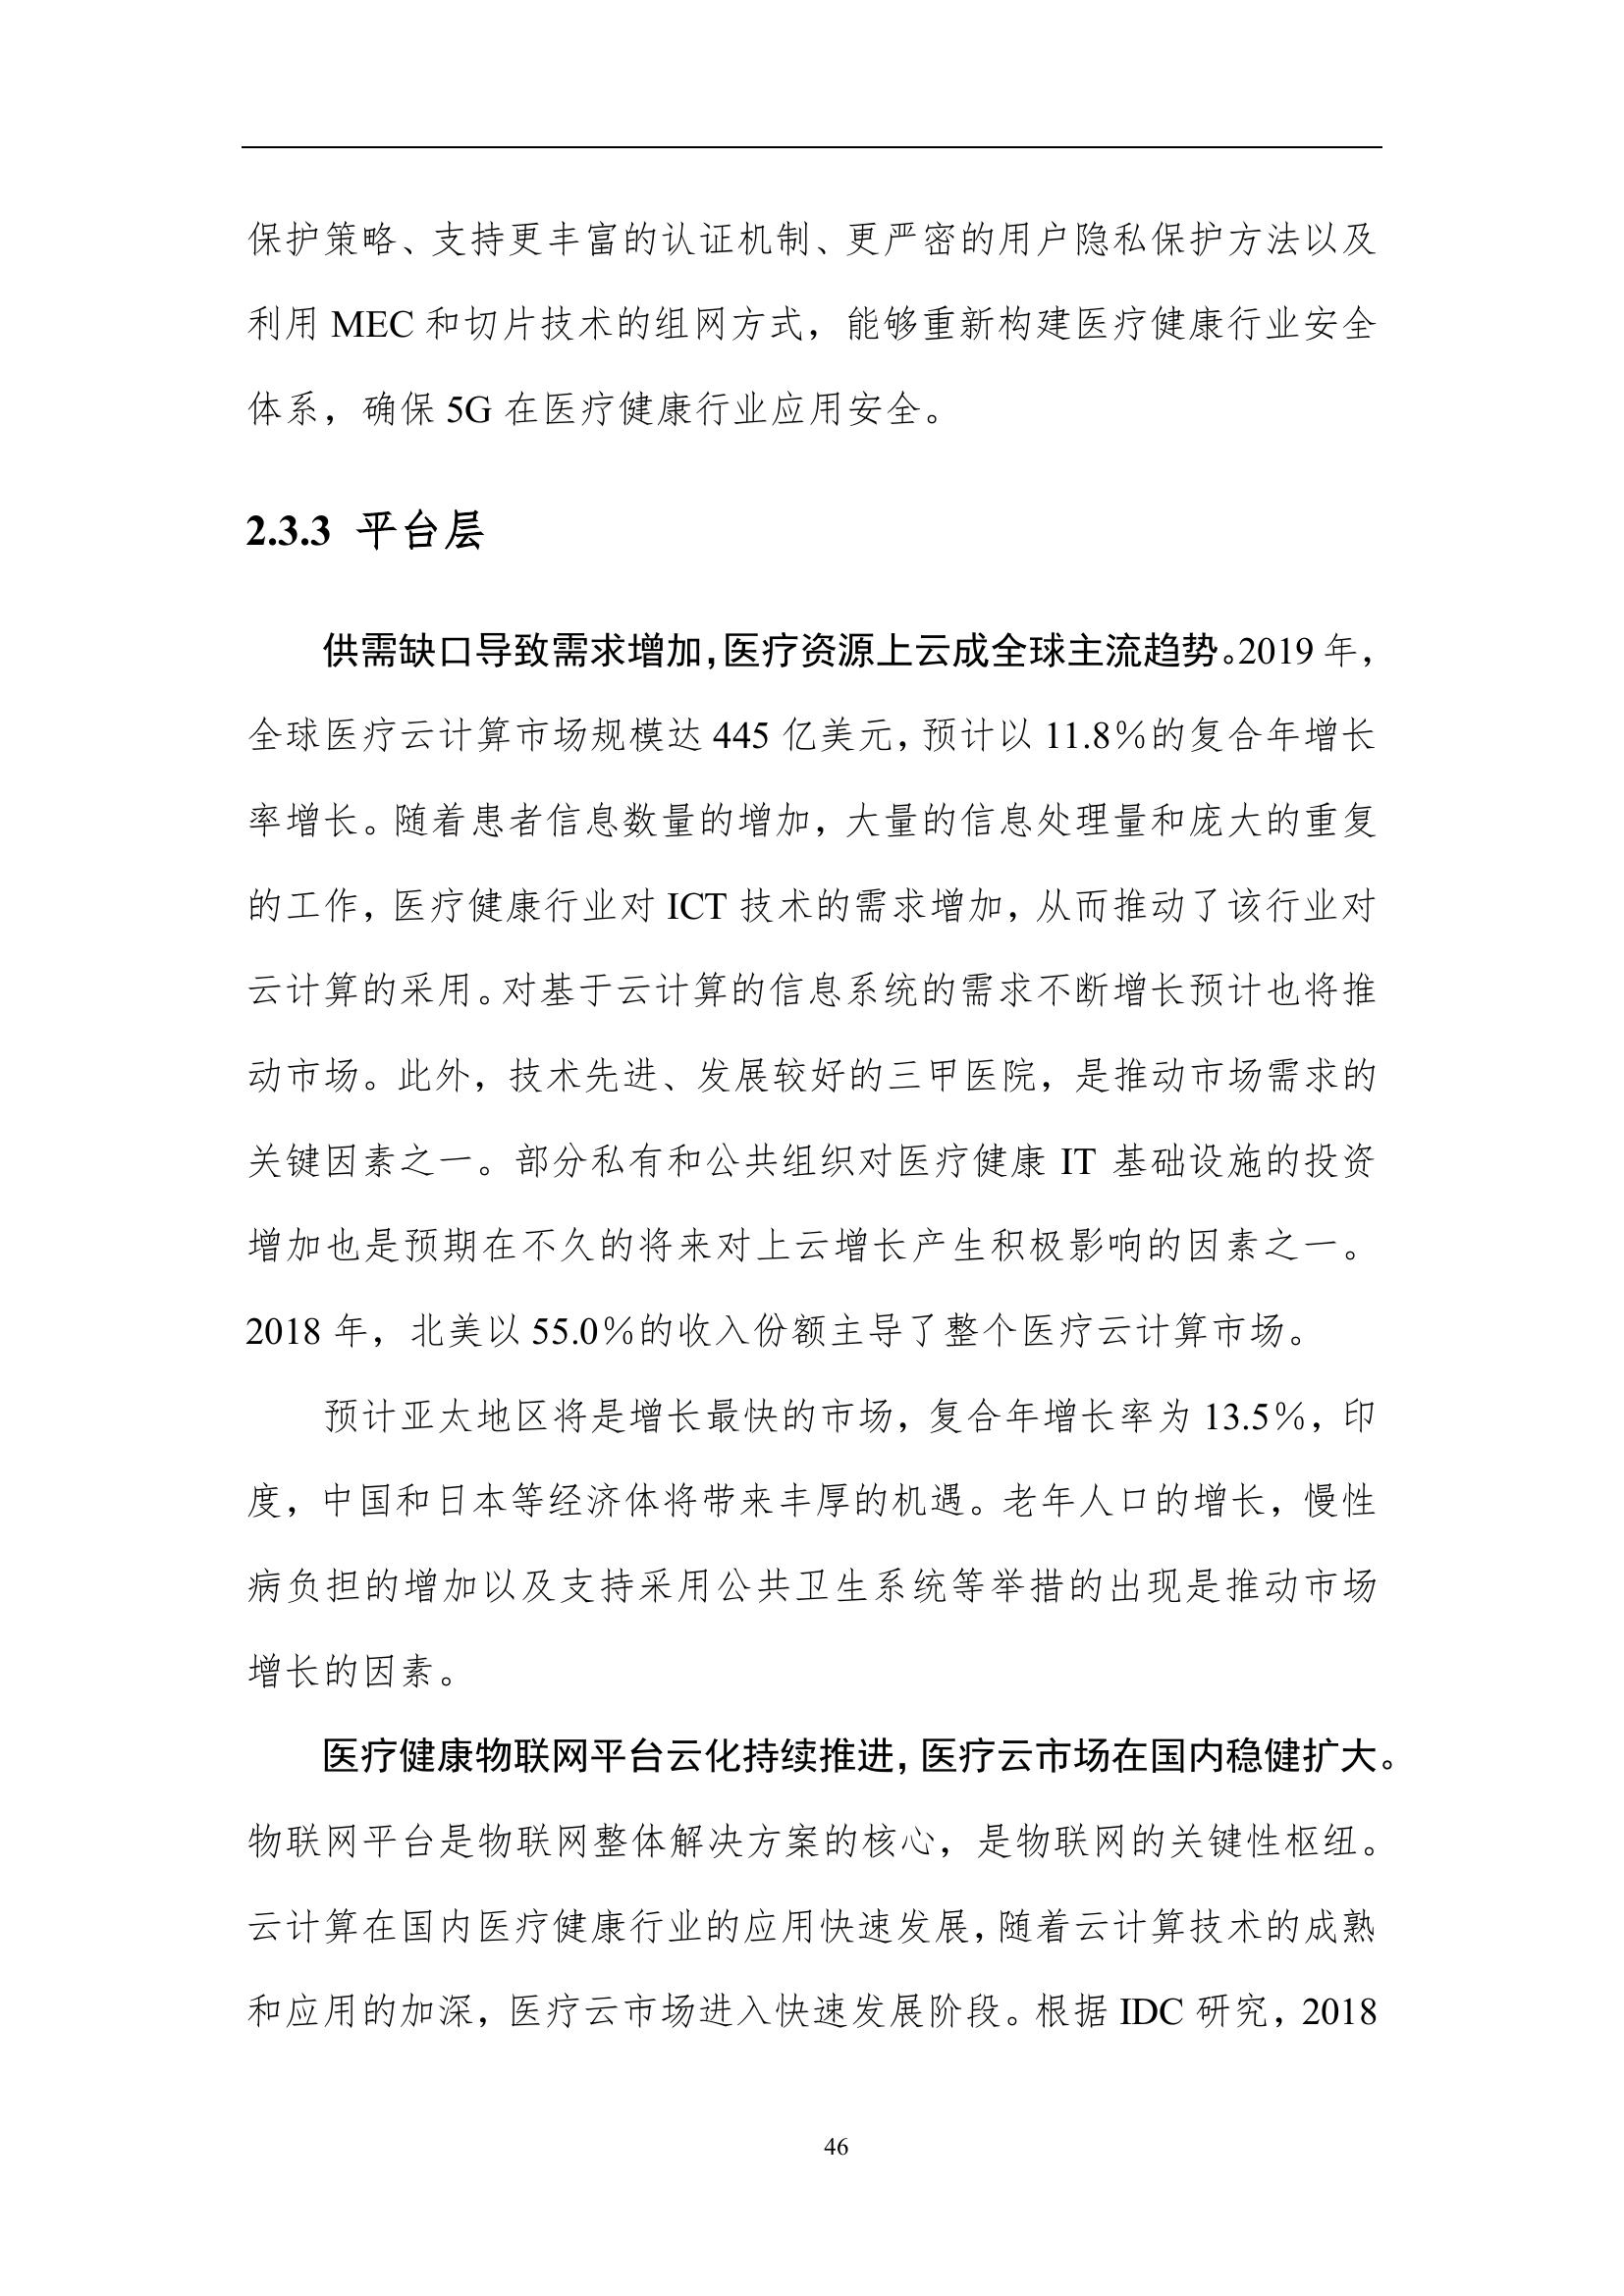 保护策略、支持更丰富的认证机制、更严密的用户隐私保护方法以及
利用 MEC 和切片技术的组网方式，能够重新构建医疗健康行业安全
体系，确保 5G 在医疗健康行业应用安全。
2.3.3 平台层
供需缺口导致需求增加，医疗资源上云成全球主流趋势。2019 年，
全球医疗云计算市场规模达 445 亿美元，预计以 11.8％的复合年增长
率增长。随着患者信息数量的增加，大量的信息处理量和庞大的重复
的工作，医疗健康行业对 ICT 技术的需求增加，从而推动了该行业对
云计算的采用。对基于云计算的信息系统的需求不断增长预计也将推
动市场。此外，技术先进、发展较好的三甲医院，是推动市场需求的
关键因素之一。部分私有和公共组织对医疗健康 IT 基础设施的投资
增加也是预期在不久的将来对上云增长产生积极影响的因素之一。
2018 年，北美以 55.0％的收入份额主导了整个医疗云计算市场。
预计亚太地区将是增长最快的市场，复合年增长率为 13.5％，印
度，中国和日本等经济体将带来丰厚的机遇。老年人口的增长，慢性
病负担的增加以及支持采用公共卫生系统等举措的出现是推动市场
增长的因素。
医疗健康物联网平台云化持续推进，医疗云市场在国内稳健扩大。
物联网平台是物联网整体解决方案的核心，是物联网的关键性枢纽。
云计算在国内医疗健康行业的应用快速发展，随着云计算技术的成熟
和应用的加深，医疗云市场进入快速发展阶段。根据 IDC 研究，2018
46